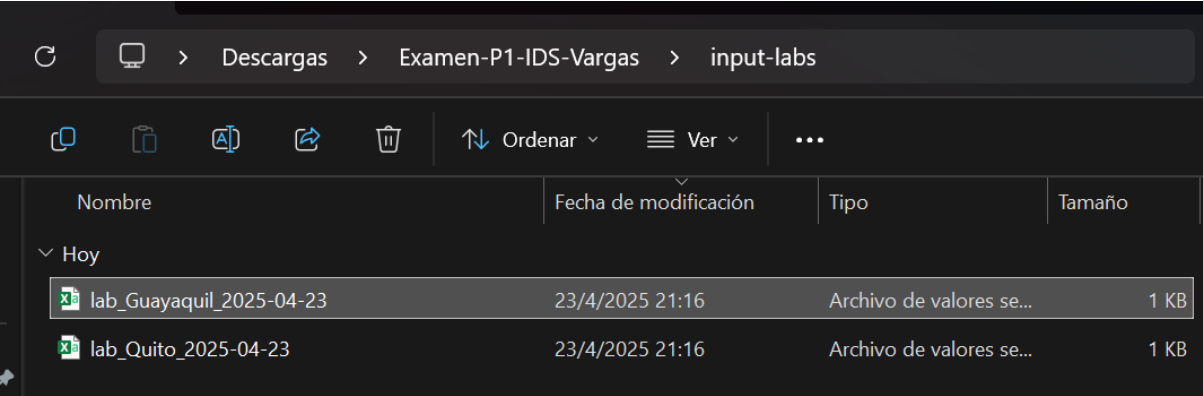 Descargas > Examen-P1-IDS-Vargas > input-labs
Ordenar Ver ...
Nombre Fecha de modificación Tipo Tamaño
Hoy
lab_Guayaquil_2025-04-23 23/4/2025 21:16 Archivo de valores se... 1 KB
lab_Quito_2025-04-23 23/4/2025 21:16 Archivo de valores se... 1 KB